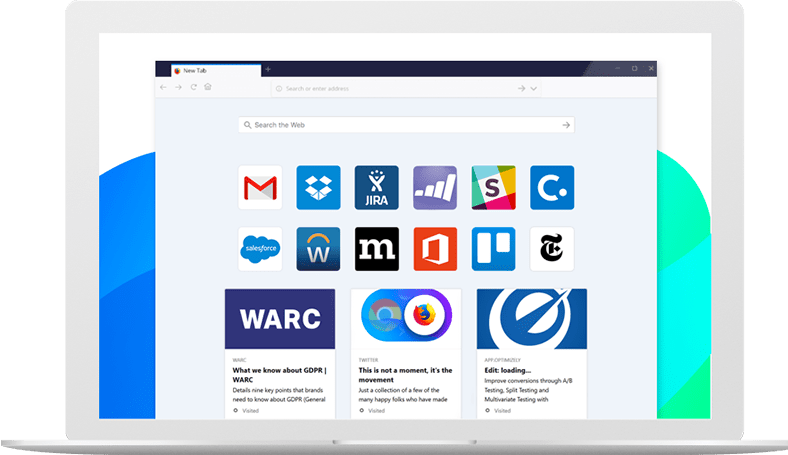 New Tab
Search or enter address
Search the Web
JIRA
S
C.
salesforce
W
m
T
WARC
WARC
What we know about GDPR |
WARC
Details nine key points that brands
need to know about GDPR (General
Visited
TWITTER
This is not a moment, it's the
movement
Just a collection of a few of the
many happy folks who have made
Visited
APP.OPTIMIZELY
Edit: loading...
Improve conversions through A/B
Testing, Split Testing and
Multivariate Testing with
Visited